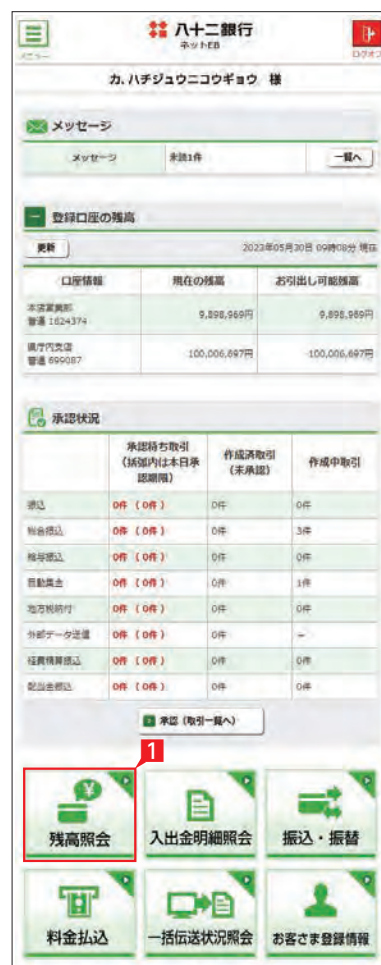 八十二銀行
ネットEB
メニュー
ログオフ
カ. ハチジュウニコウギョウ 様
メッセージ
メッセージ 未読1件 一覧へ
登録口座の残高
更新 2023年05月30日 09時08分 現在
口座情報 現在の残高 お引出し可能残高
本店営業部 9,898,969円 9,898,969円
普通 1624374
県庁内支店 100,006,697円 100,006,697円
普通 699087
承認状況
承認待ち取引 作成済取引 作成中取引
(括弧内は本日承 (未承認)
認期限)
振込 0件 ( 0件 ) 0件 0件
総合振込 0件 ( 0件 ) 0件 3件
給与振込 0件 ( 0件 ) 0件 0件
自動集金 0件 ( 0件 ) 0件 1件
地方税納付 0件 ( 0件 ) 0件 0件
外部データ送信 0件 ( 0件 ) 0件 -
経費精算振込 0件 ( 0件 ) 0件 0件
配当金振込 0件 ( 0件 ) 0件 0件
承認 (取引一覧へ)
1
残高照会 入出金明細照会 振込・振替
料金払込 一括伝送状況照会 お客さま登録情報